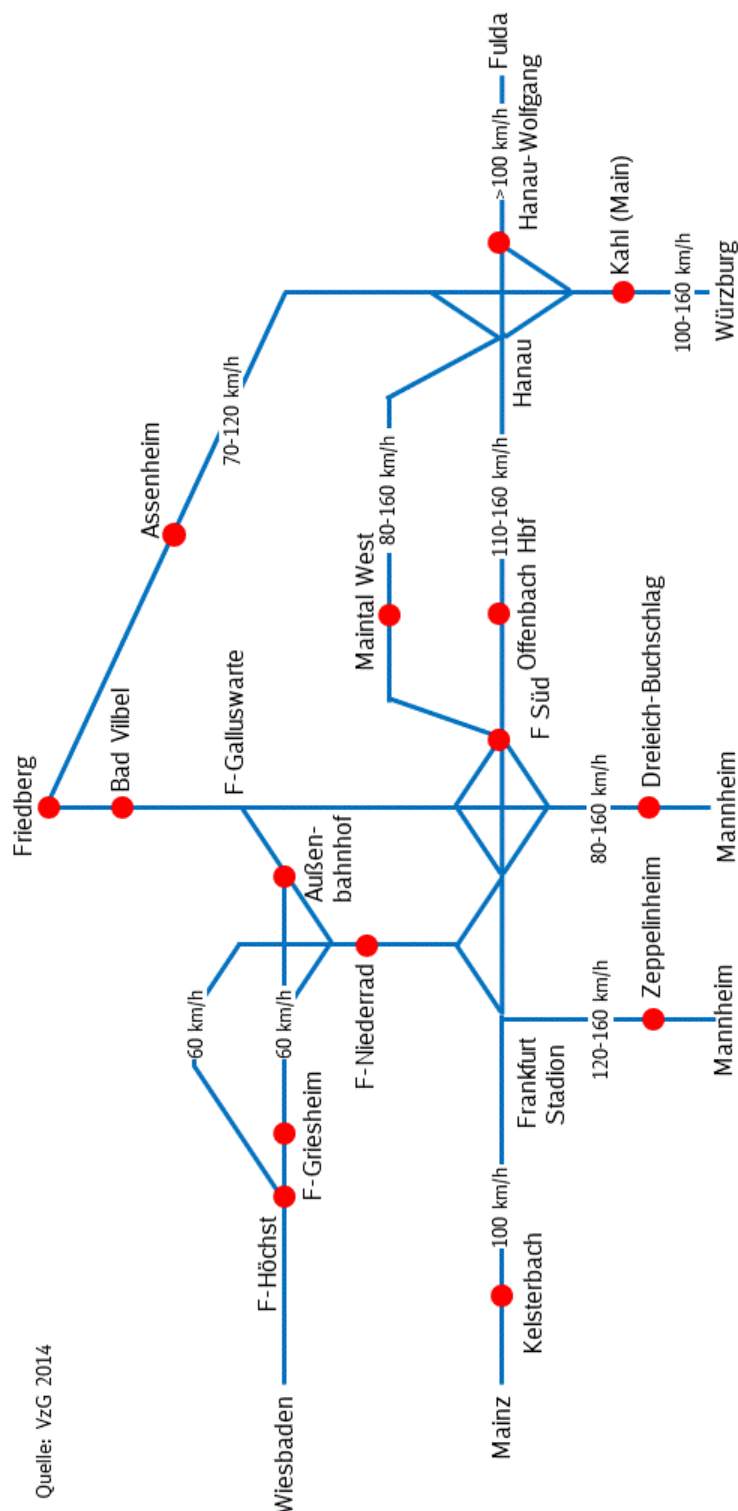 Quelle: VzG 2014
Friedberg
Bad Vilbel
Assenheim
70-120 km/h
F-Galluswarte
Außen-
bahnhof
60 km/h
60 km/h
F-Höchst
F-Griesheim
Wiesbaden
F-Niederrad
Maintal West
80-160 km/h
Fulda
>100 km/h
Hanau-Wolfgang
Hanau
110-160 km/h
Offenbach Hbf
F Süd
Frankfurt
Stadion
100 km/h
Kelsterbach
Mainz
120-160 km/h
Zeppelinheim
Mannheim
80-160 km/h
Dreieich-Buchschlag
Mannheim
Kahl (Main)
100-160 km/h
Würzburg